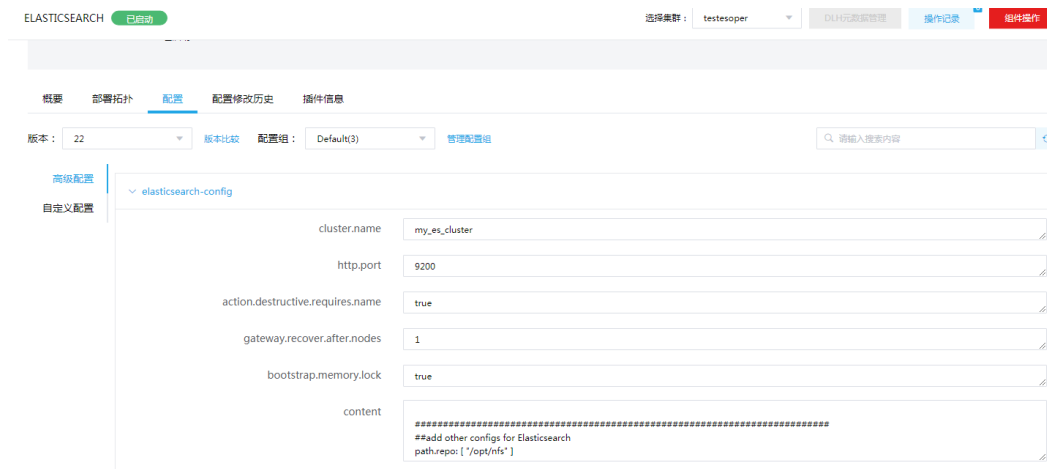 ELASTICSEARCH 已启动 选择集群： testesoper DLH元数据管理 操作记录 组件操作
概要 部署拓扑 配置 配置修改历史 插件信息
版本： 22 版本比较 配置组： Default(3) 管理配置组 请输入搜索内容
高级配置
自定义配置
elasticsearch-config
cluster.name my_es_cluster
http.port 9200
action.destructive.requires.name true
gateway.recover.after.nodes 1
bootstrap.memory.lock true
content
##########################################################################
##add other configs for Elasticsearch
path.repo: [ "/opt/nfs" ]